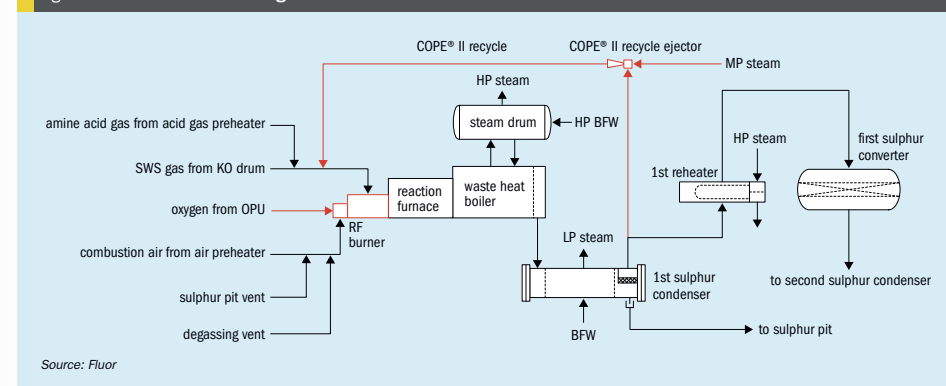 COPE® II recycle
COPE® II recycle ejector
MP steam
HP steam
amine acid gas from acid gas preheater
steam drum
HP BFW
HP steam
first sulphur
converter
SWS gas from KO drum
1st reheater
reaction
furnace
waste heat
boiler
oxygen from OPU
RF
burner
LP steam
combustion air from air preheater
1st sulphur
condenser
to second sulphur condenser
sulphur pit vent
degassing vent
BFW
to sulphur pit
Source: Fluor